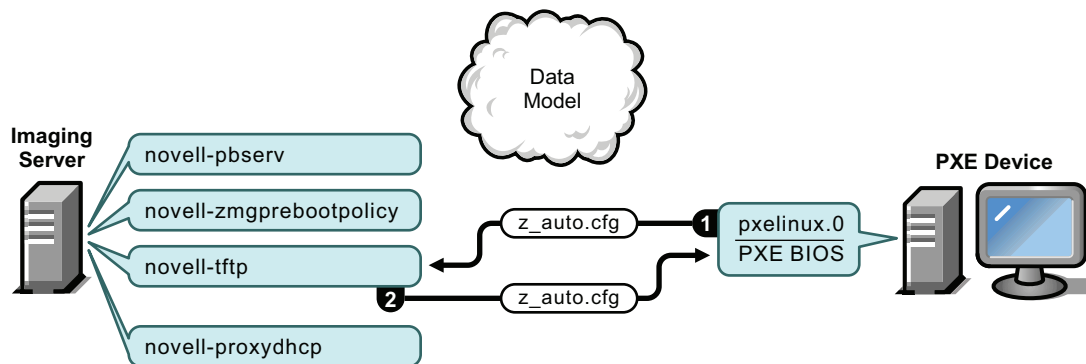 Data
Model
Imaging
Server
novell-pbserv
PXE Device
novell-zmgprebootpolicy
z_auto.cfg
1
pxelinux.0
PXE BIOS
novell-tftp
2
z_auto.cfg
novell-proxydhcp